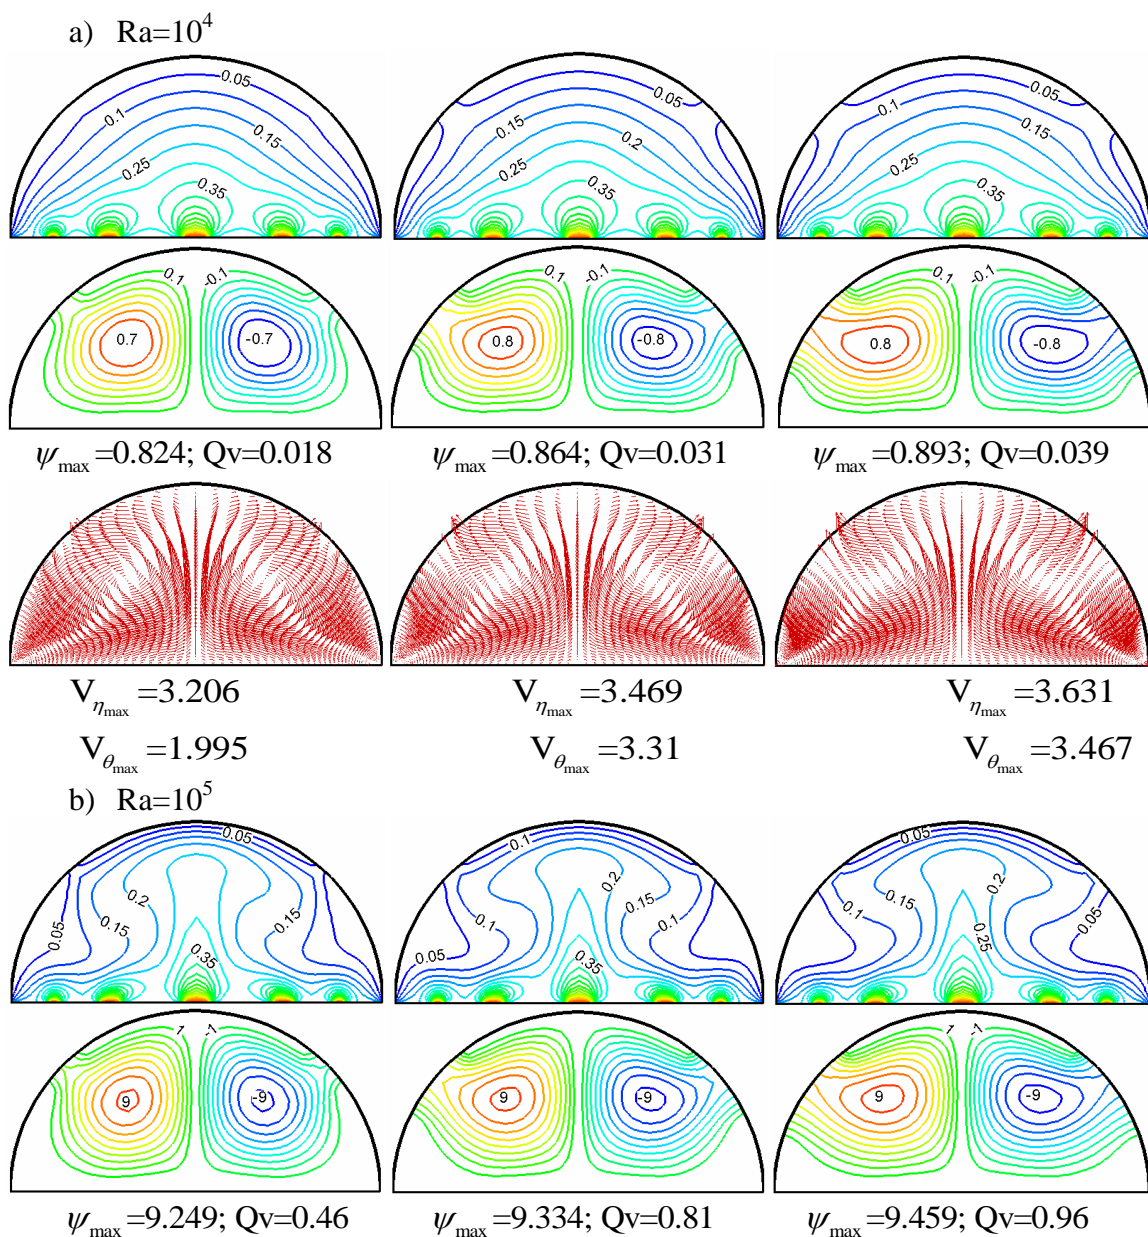 a) Ra=10^4
0.05 0.05 0.05
0.1 0.15 0.15 0.2 0.1 0.15
0.25 0.35 0.25 0.35 0.25 0.35
0.1 -0.1 0.1 -0.1 0.1 -0.1
0.7 -0.7 0.8 -0.8 0.8 -0.8
ψmax=0.824; Qv=0.018 ψmax=0.864; Qv=0.031 ψmax=0.893; Qv=0.039
Vηmax=3.206 Vηmax=3.469 Vηmax=3.631
Vθmax=1.995 Vθmax=3.31 Vθmax=3.467
b) Ra=10^5
0.05 0.1 0.05
0.2 0.2 0.2
0.05 0.15 0.15 0.1 0.15 0.1 0.1 0.15 0.05
0.35 0.05 0.35 0.25
1 -1 1 -1
9 -9 9 -9 9 -9
ψmax=9.249; Qv=0.46 ψmax=9.334; Qv=0.81 ψmax=9.459; Qv=0.96